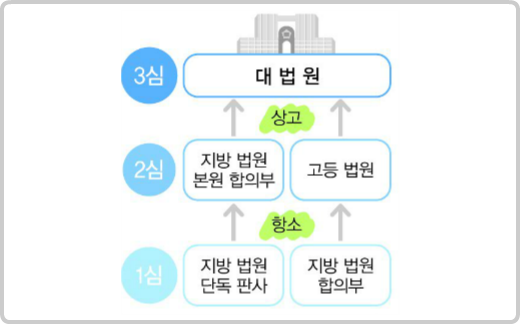 3심
대 법 원
상고
2심
지방 법원
본원 합의부
고등 법원
항소
1심
지방 법원
단독 판사
지방 법원
합의부